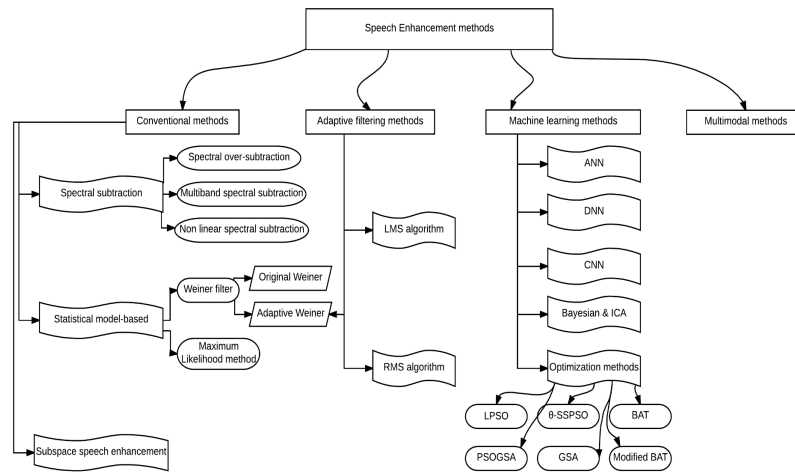 Speech Enhancement methods
Conventional methods
Adaptive filtering methods
Machine learning methods
Multimodal methods
Spectral subtraction
Spectral over-subtraction
Multiband spectral subtraction
Non linear spectral subtraction
Statistical model-based
Weiner filter
Original Weiner
Adaptive Weiner
Maximum
Likelihood method
Subspace speech enhancement
LMS algorithm
RMS algorithm
ANN
DNN
CNN
Bayesian & ICA
Optimization methods
LPSO
θ-SSPSO
BAT
PSOGSA
GSA
Modified BAT